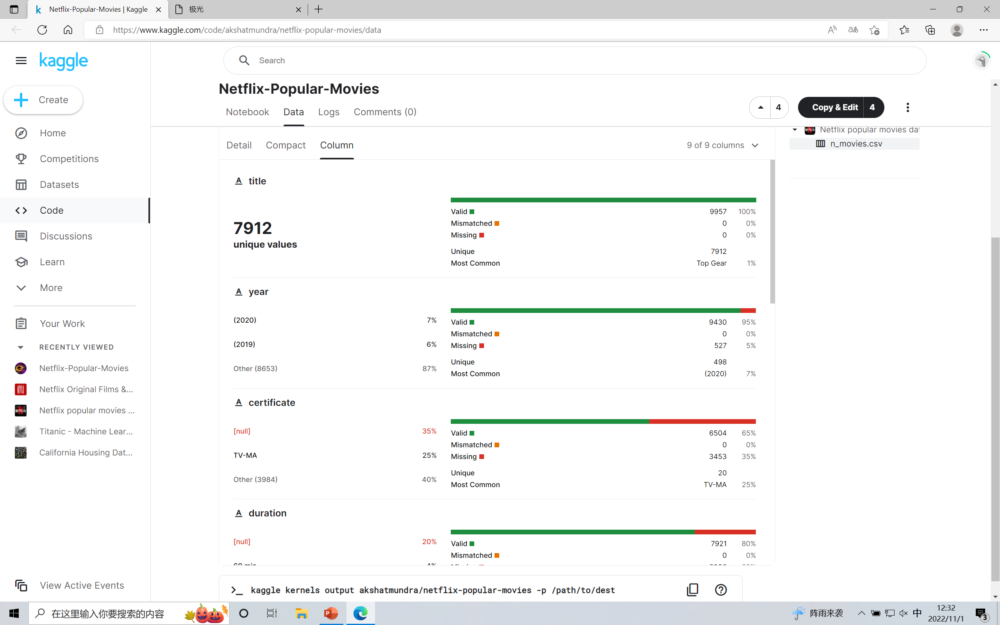 Netflix-Popular-Movies | Kaggle
极光
https://www.kaggle.com/code/akshatmundra/netflix-popular-movies/data
kaggle
Search
Create
Home
Competitions
Datasets
Code
Discussions
Learn
More
Your Work
RECENTLY VIEWED
Netflix-Popular-Movies
Netflix Original Films &...
Netflix popular movies ...
Titanic - Machine Lear...
California Housing Dat...
View Active Events
Netflix-Popular-Movies
Notebook Data Logs Comments (0)
4
Copy & Edit 4
Netflix popular movies dat
n_movies.csv
Detail Compact Column
9 of 9 columns
title
7912
unique values
Valid 9957 100%
Mismatched 0 0%
Missing 0 0%
Unique 7912
Most Common Top Gear 1%
year
(2020) 7%
(2019) 6%
Other (8653) 87%
Valid 9430 95%
Mismatched 0 0%
Missing 527 5%
Unique 498
Most Common (2020) 7%
certificate
[null] 35%
TV-MA 25%
Other (3984) 40%
Valid 6504 65%
Mismatched 0 0%
Missing 3453 35%
Unique 20
Most Common TV-MA 25%
duration
[null] 20%
Valid 7921 80%
Mismatched 0 0%
kaggle kernels output akshatmundra/netflix-popular-movies -p /path/to/dest
在这里输入你要搜索的内容
阵雨来袭
中
12:32
2022/11/1
3